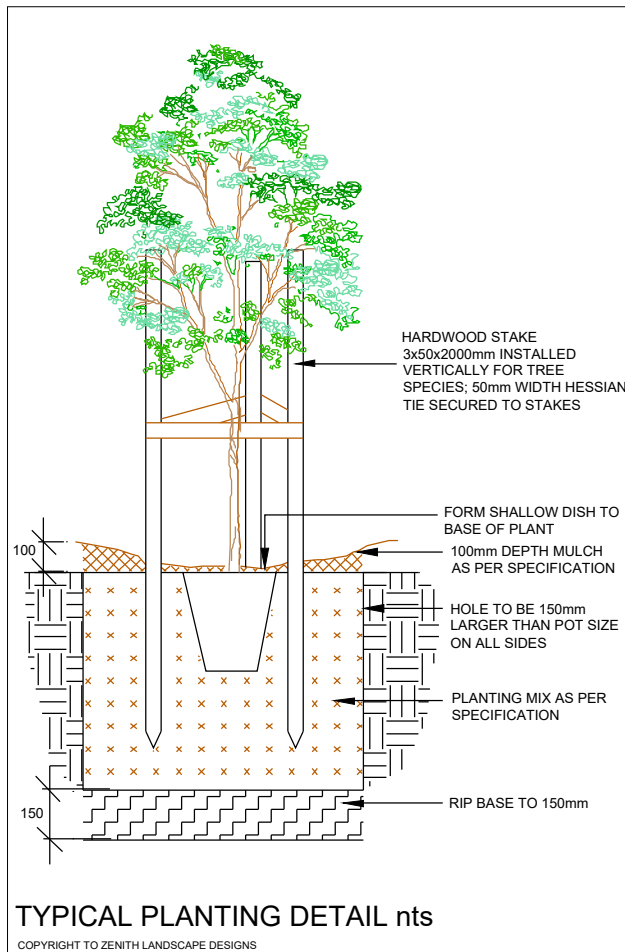 HARDWOOD STAKE
3x50x2000mm INSTALLED
VERTICALLY FOR TREE
SPECIES; 50mm WIDTH HESSIAN
TIE SECURED TO STAKES
FORM SHALLOW DISH TO
BASE OF PLANT
100
100mm DEPTH MULCH
AS PER SPECIFICATION
HOLE TO BE 150mm
LARGER THAN POT SIZE
ON ALL SIDES
PLANTING MIX AS PER
SPECIFICATION
150
RIP BASE TO 150mm
TYPICAL PLANTING DETAIL nts
COPYRIGHT TO ZENITH LANDSCAPE DESIGNS